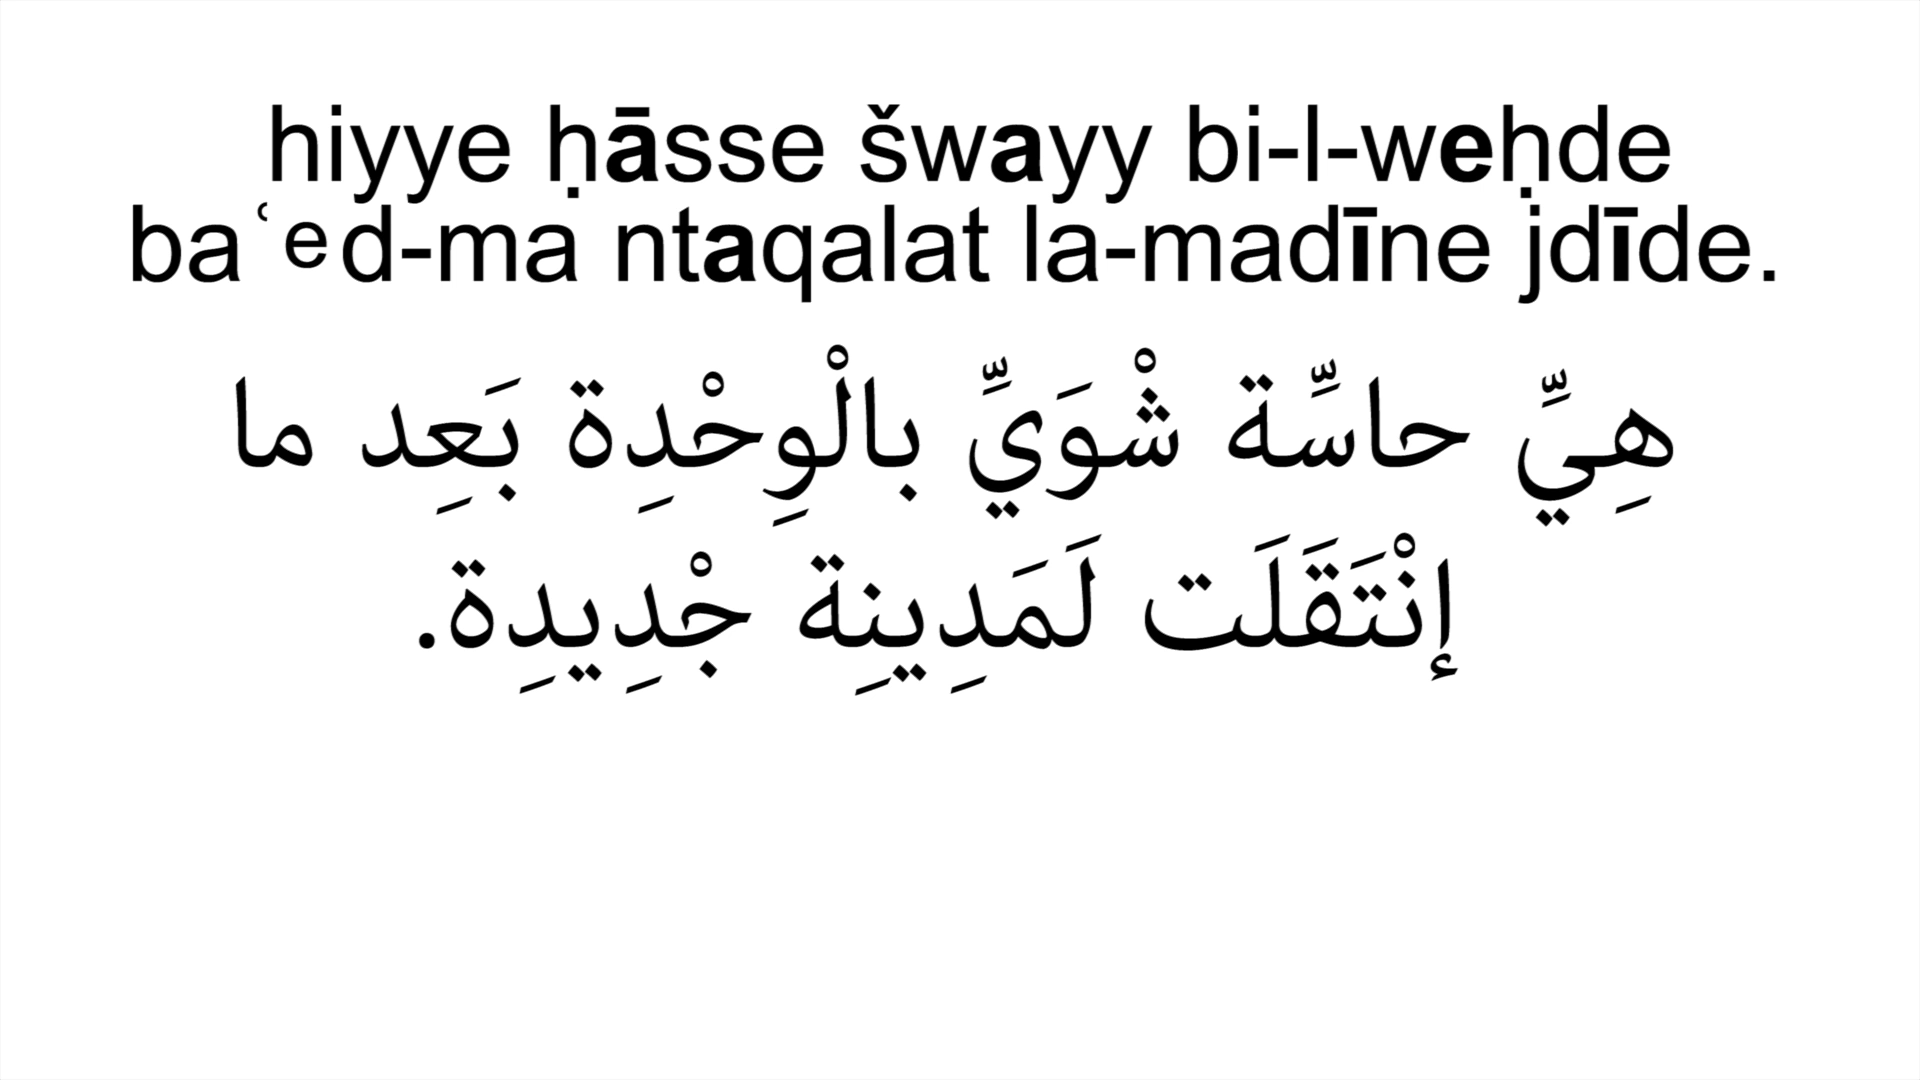 hiyye ḥāsse šwayy bi-l-weḥde
baʿᵉd-ma ntaqalat la-madīne jdīde.
هِيِّ حاسِّة شْوَيِّ بالْوِحْدِة بَعِد ما
إنْتَقَلَت لَمَدِينِة جْدِيدِة.